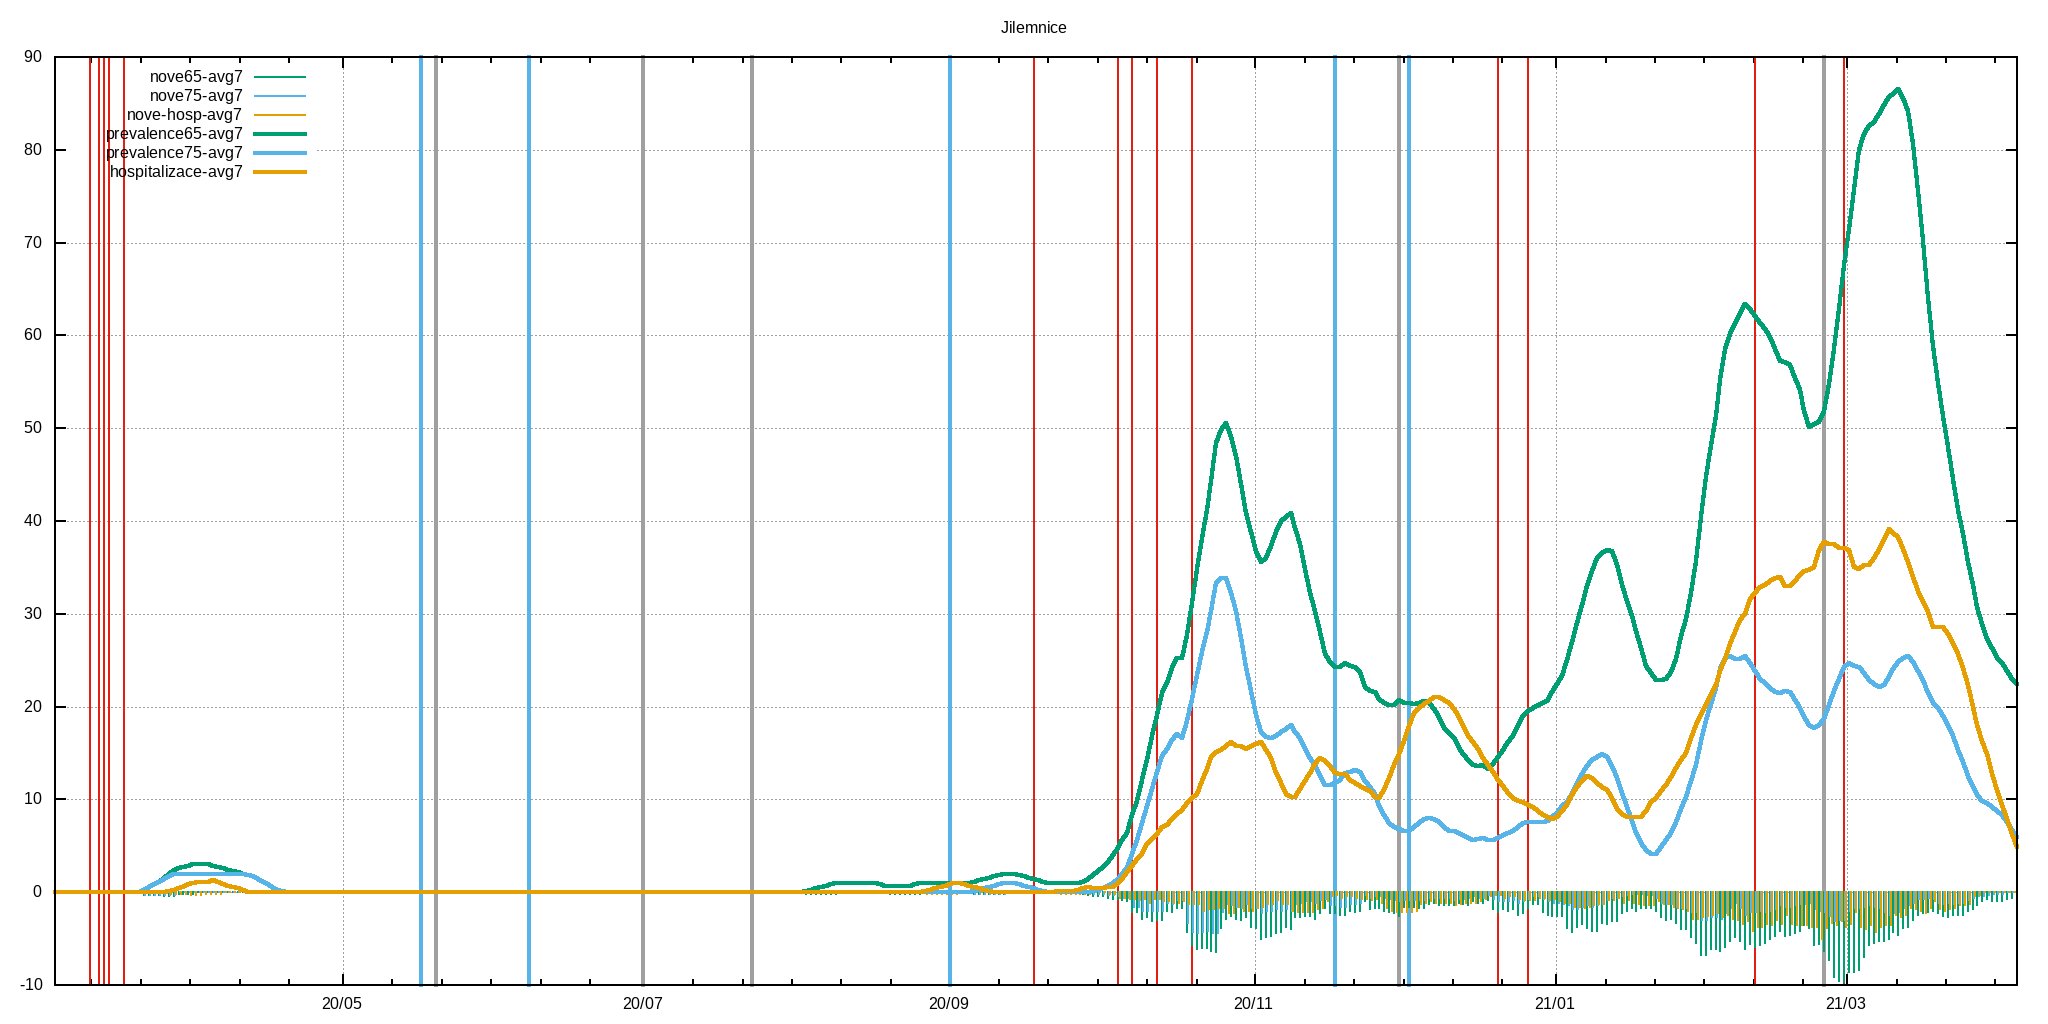 Jilemnice
90
80
70
60
50
40
30
20
10
0
-10
nove65-avg7
nove75-avg7
nove-hosp-avg7
prevalence65-avg7
prevalence75-avg7
hospitalizace-avg7
20/05 20/07 20/09 20/11 21/01 21/03